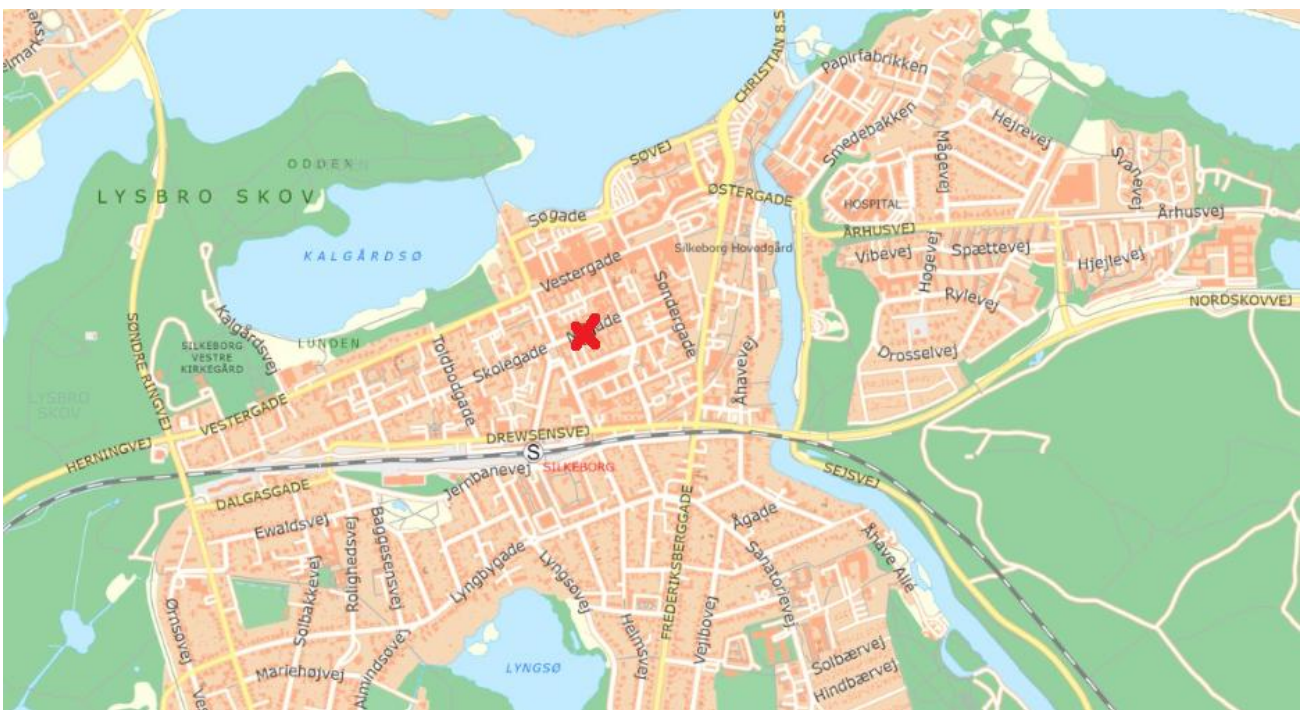 CHRISTIAN 8.S
Papirfabrikken
Smedebakken
Hejrevej
Mågevej
Svanevej
ODDEN
LYSBRO SKOV
SØVEJ
ØSTERGADE
HOSPITAL
Århusvej
ÅRHUSVEJ
Søgade
KALGÅRDSØ
Vestergade
Silkeborg Hovedgård
Vibevej
Høgevej
Spættevej
Hjejlevej
Rylevej
NORDSKOVVEJ
Søndergade
Kalgårdsvej
LUNDEN
SILKEBORG
VESTRE
KIRKEGÅRD
SØNDRE RINGVEJ
Toldbodgade
Skolegade
Drosselvej
Åhavevej
LYSBRO
SKOV
VESTERGADE
HERNINGVEJ
DREWSENSVEJ
S
SILKEBORG
Jernbanevej
DALGASGADE
SEJSVEJ
Ewaldsvej
Rolighedsvej
Baggesensvej
Ågade
Sanatorievej
Åhave Allé
FREDERIKSBERGGADE
Lyngbygade
Lyngsøvej
Solbakkevej
Ørnsøvej
Hjelmsvej
Vejlbovej
Mariehøjvej
Almindsøvej
LYNGSØ
Solbærvej
Hindbærvej